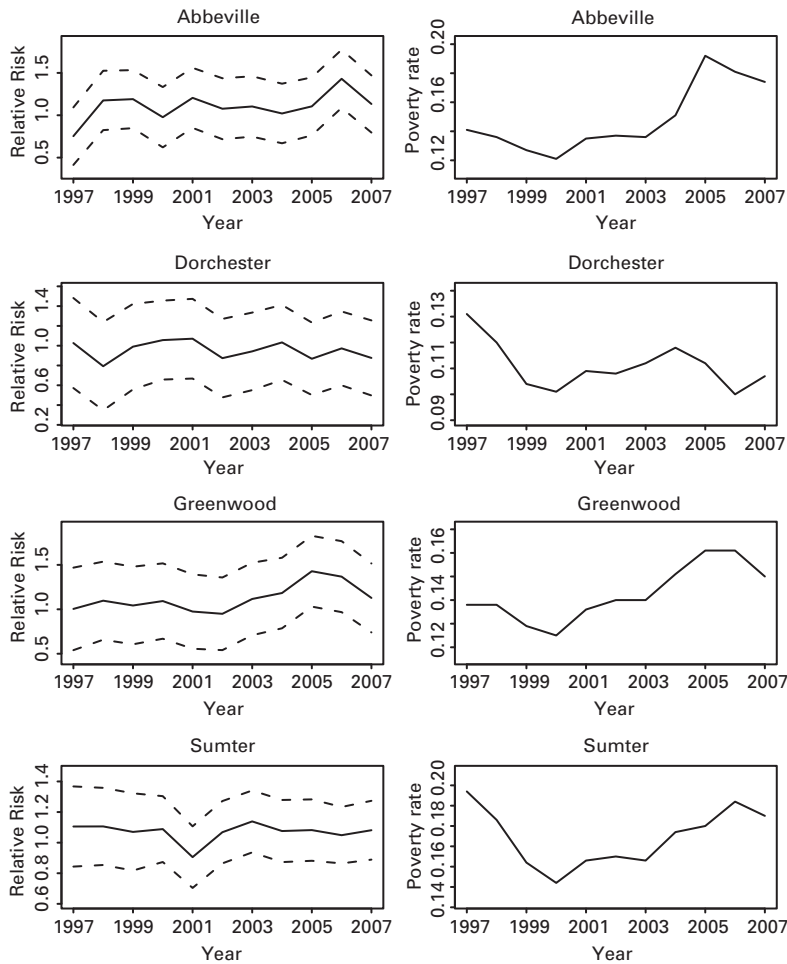 Abbeville
Relative Risk
0.5 1.0 1.5
1997 1999 2001 2003 2005 2007
Year
Abbeville
Poverty rate
0.12 0.16 0.20
1997 1999 2001 2003 2005 2007
Year
Dorchester
Relative Risk
0.2 0.6 1.0 1.4
1997 1999 2001 2003 2005 2007
Year
Dorchester
Poverty rate
0.09 0.11 0.13
1997 1999 2001 2003 2005 2007
Year
Greenwood
Relative Risk
0.5 1.0 1.5
1997 1999 2001 2003 2005 2007
Year
Greenwood
Poverty rate
0.12 0.14 0.16
1997 1999 2001 2003 2005 2007
Year
Sumter
Relative Risk
0.6 0.8 1.0 1.2 1.4
1997 1999 2001 2003 2005 2007
Year
Sumter
Poverty rate
0.14 0.16 0.18 0.20
1997 1999 2001 2003 2005 2007
Year